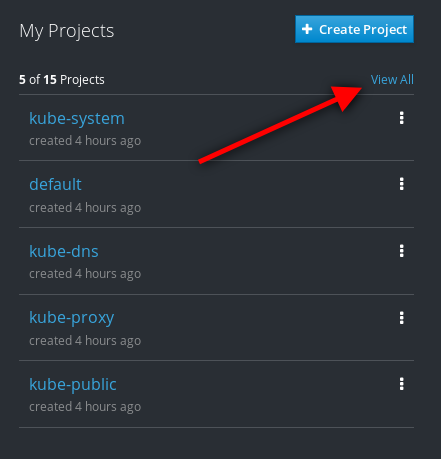 My Projects
+ Create Project
5 of 15 Projects
View All
kube-system
created 4 hours ago
default
created 4 hours ago
kube-dns
created 4 hours ago
kube-proxy
created 4 hours ago
kube-public
created 4 hours ago